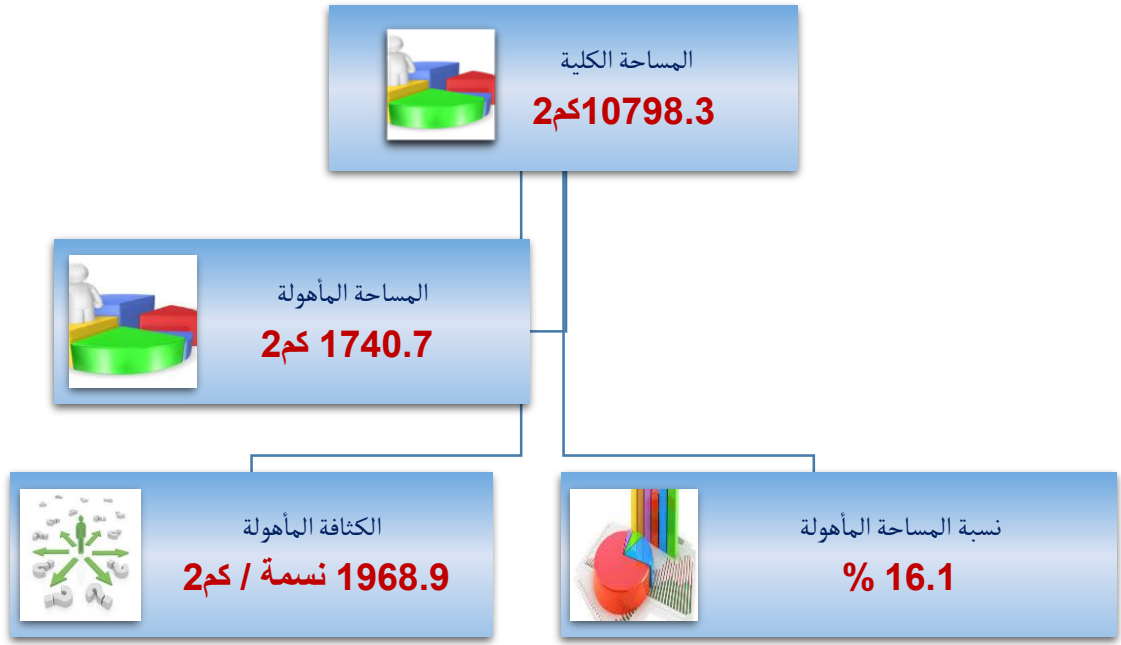 المساحة الكلية
10798.3كم2
المساحة المأهولة
1740.7 كم2
نسبة المساحة المأهولة
16.1 %
الكثافة المأهولة
1968.9 نسمة / كم2